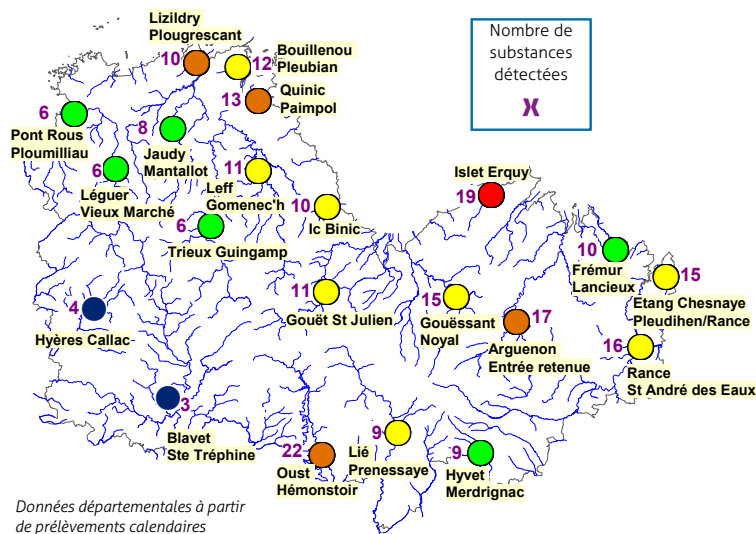 Lizildry
Plougrescant
10
Bouillenou
Pleubian
12
Quinic
Paimpol
13
Nombre de
substances
détectées
X
6
Pont Rous
Ploumilliau
8
Jaudy
Mantallot
6
Léguer
Vieux Marché
11
Leff
Gomenec'h
10
Ic Binic
6
Trieux Guingamp
Islet Erquy
19
10
Frémur
Lancieux
15
Etang Chesnaye
Pleudihen/Rance
4
Hyères Callac
11
Gouët St Julien
15
Gouëssant
Noyal
17
Arguenon
Entrée retenue
16
Rance
St André des Eaux
3
Blavet
Ste Tréphine
22
Oust
Hémonstoir
9
Lié
Prenessaye
9
Hyvet
Merdrignac
Données départementales à partir
de prélèvements calendaires